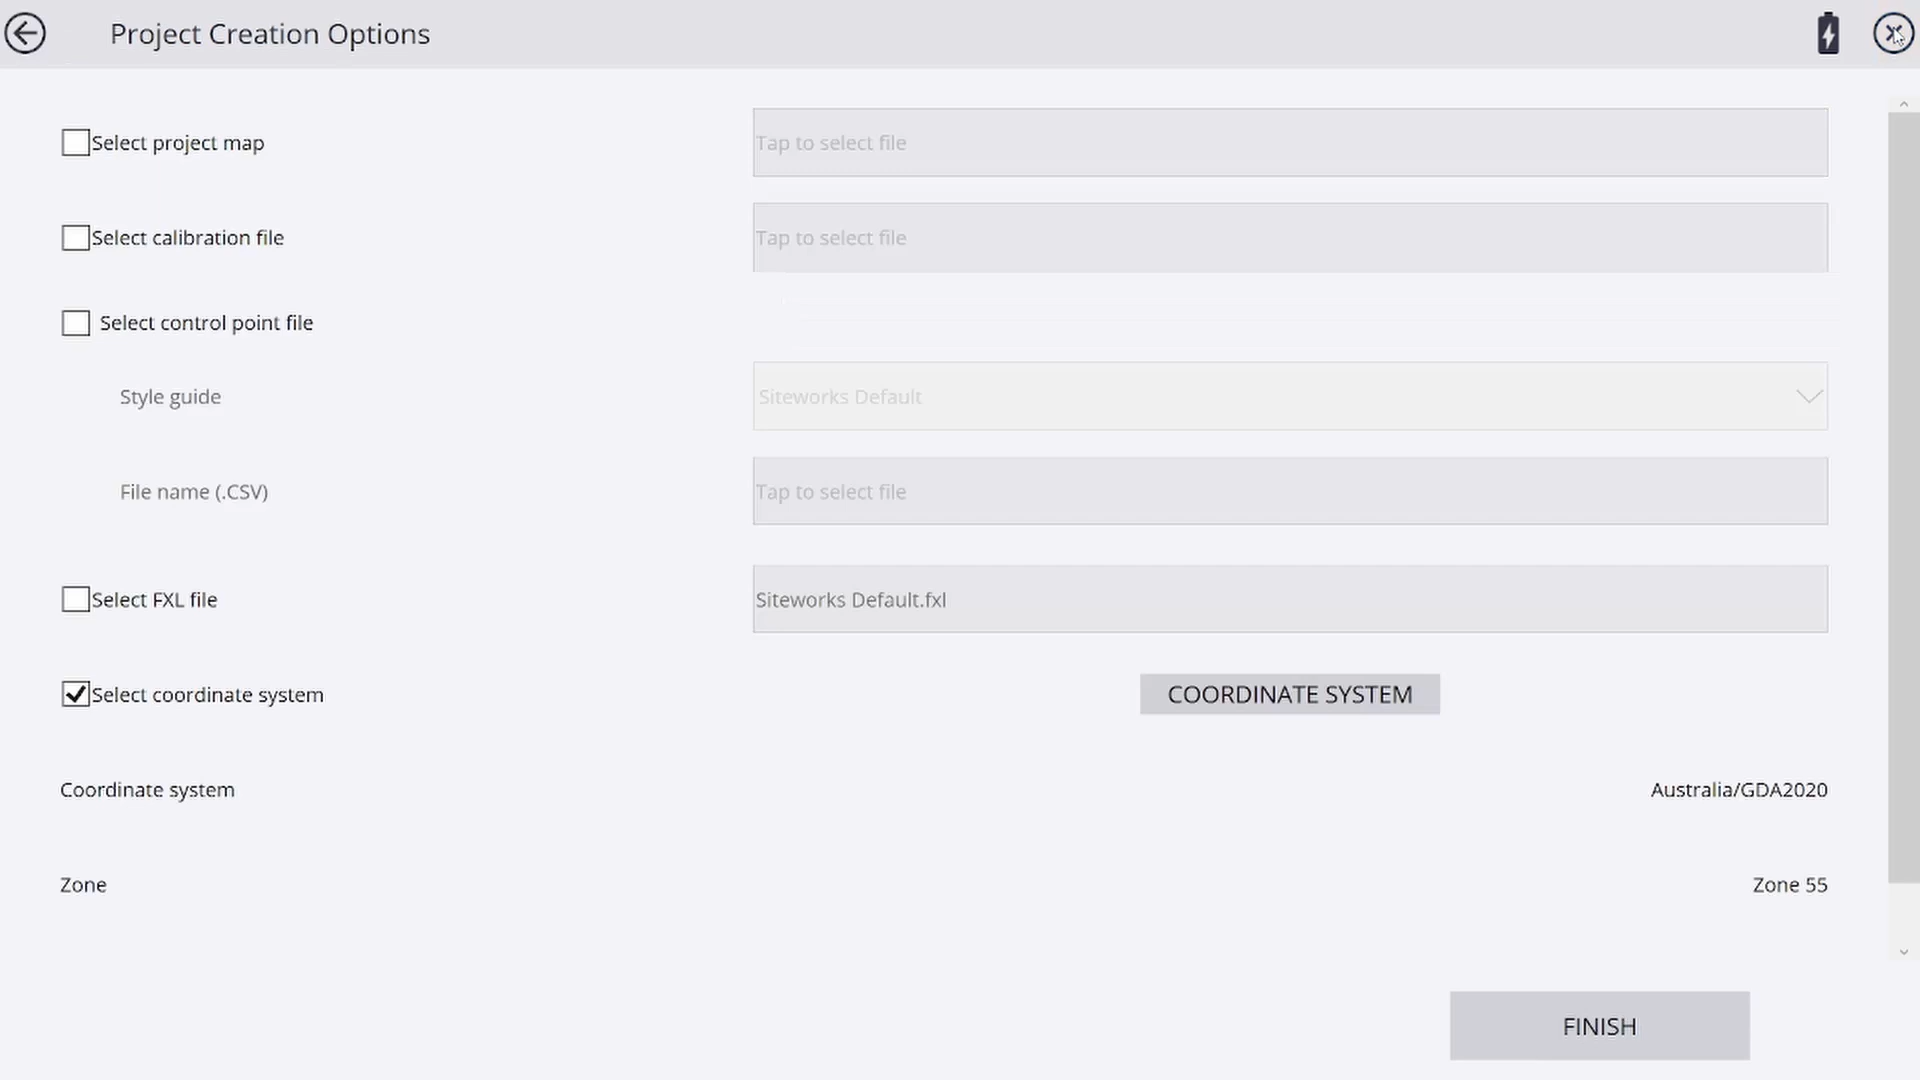 Project Creation Options
Select project map
Tap to select file
Select calibration file
Tap to select file
Select control point file
Style guide
Siteworks Default
File name (.CSV)
Tap to select file
Select FXL file
Siteworks Default.fxl
Select coordinate system
COORDINATE SYSTEM
Coordinate system
Australia/GDA2020
Zone
Zone 55
FINISH